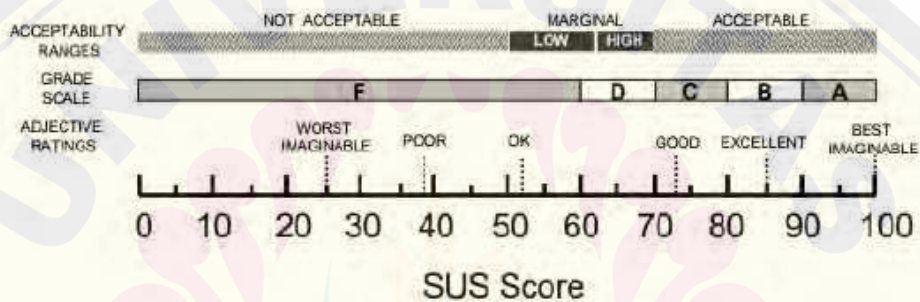 NOT ACCEPTABLE MARGINAL ACCEPTABLE
ACCEPTABILITY RANGES
LOW HIGH
GRADE SCALE
F D C B A
ADJECTIVE RATINGS
WORST IMAGINABLE POOR OK GOOD EXCELLENT BEST IMAGINABLE
0 10 20 30 40 50 60 70 80 90 100
SUS Score
UNIVERSITAS